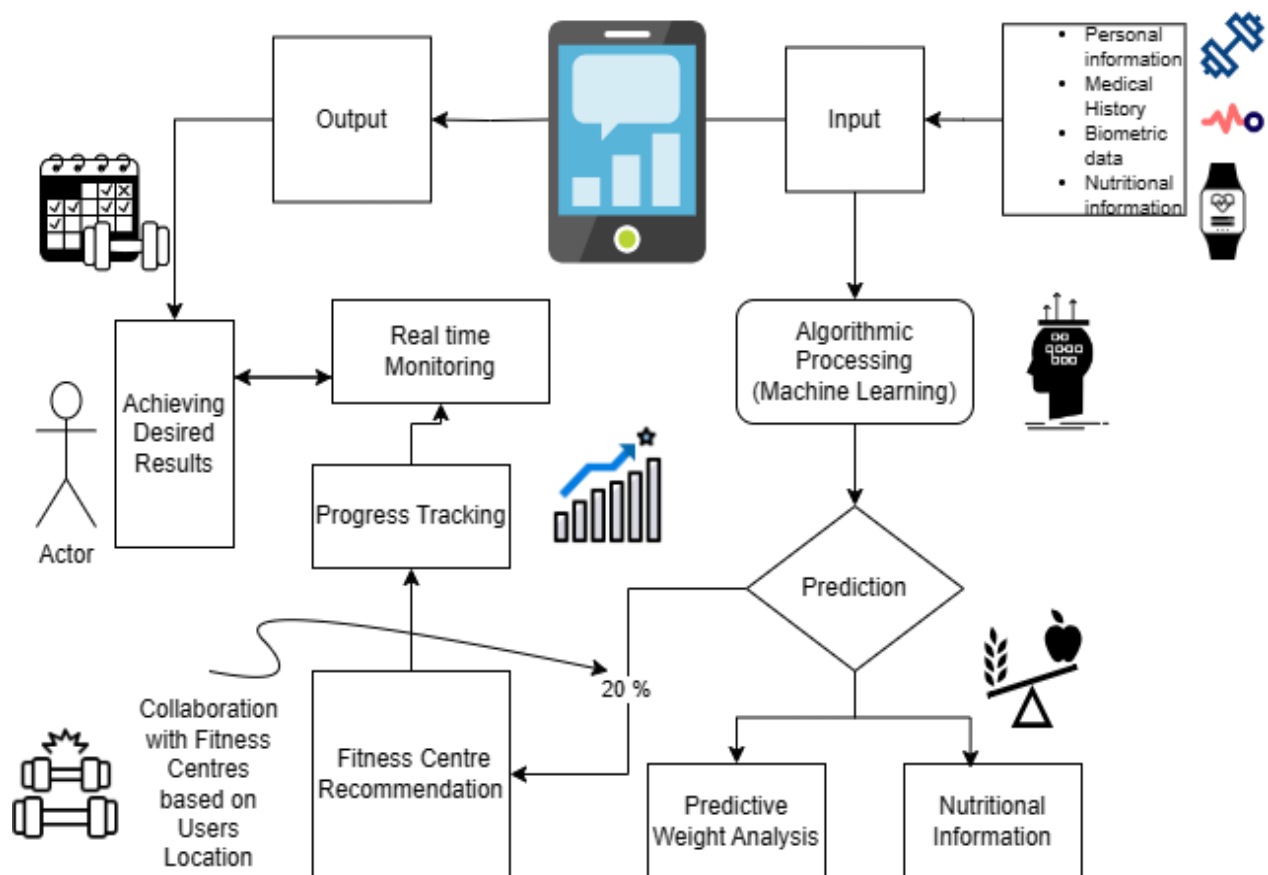 Output
Input
• Personal
information
• Medical
History
• Biometric
data
• Nutritional
information
Real time
Monitoring
Algorithmic
Processing
(Machine Learning)
Achieving
Desired
Results
Actor
Progress Tracking
Prediction
20 %
Collaboration
with Fitness
Centres
based on
Users
Location
Fitness Centre
Recommendation
Predictive
Weight Analysis
Nutritional
Information